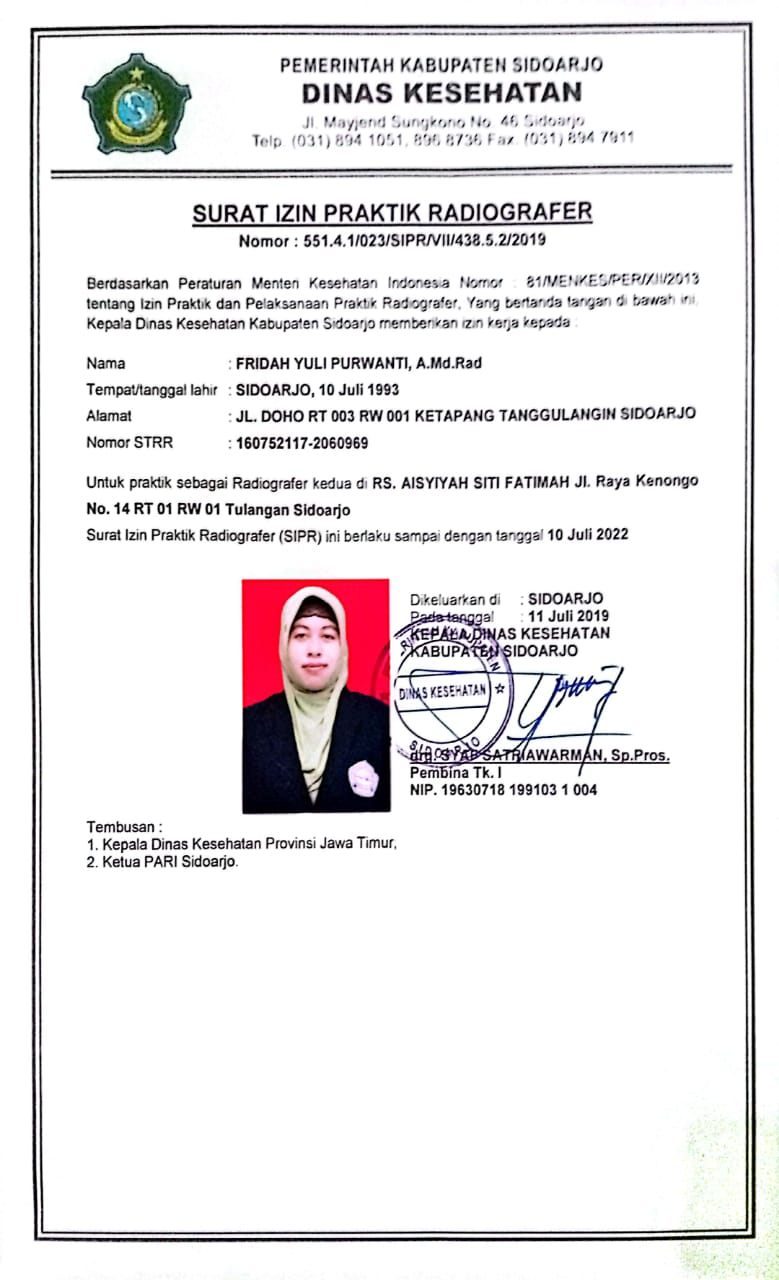 PEMERINTAH KABUPATEN SIDOARJO
DINAS KESEHATAN
Jl. Mayjend Sungkono No. 46 Sidoarjo
Telp. (031) 894 1051, 896 8736 Fax. (031) 894 7911
SURAT IZIN PRAKTIK RADIOGRAFER
Nomor : 551.4.1/023/SIPR/VII/438.5.2/2019
Berdasarkan Peraturan Menteri Kesehatan Indonesia Nomor : 81/MENKES/PER/XII/2013
tentang Izin Praktik dan Pelaksanaan Praktik Radiografer, Yang bertanda tangan di bawah ini,
Kepala Dinas Kesehatan Kabupaten Sidoarjo memberikan izin kerja kepada :
Nama : FRIDAH YULI PURWANTI, A.Md.Rad
Tempat/tanggal lahir : SIDOARJO, 10 Juli 1993
Alamat : JL. DOHO RT 003 RW 001 KETAPANG TANGGULANGIN SIDOARJO
Nomor STRR : 160752117-2060969
Untuk praktik sebagai Radiografer kedua di RS. AISYIYAH SITI FATIMAH Jl. Raya Kenongo
No. 14 RT 01 RW 01 Tulangan Sidoarjo
Surat Izin Praktik Radiografer (SIPR) ini berlaku sampai dengan tanggal 10 Juli 2022
Dikeluarkan di : SIDOARJO
Pada tanggal : 11 Juli 2019
KEPALA DINAS KESEHATAN
KABUPATEN SIDOARJO
DINAS KESEHATAN
SIDOARJO
drg. SYAF SATRIAWARMAN, Sp.Pros.
Pembina Tk. I
NIP. 19630718 199103 1 004
Tembusan :
1. Kepala Dinas Kesehatan Provinsi Jawa Timur,
2. Ketua PARI Sidoarjo.